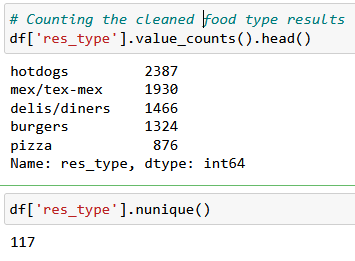 # Counting the cleaned food type results
df['res_type'].value_counts().head()
hotdogs 2387
mex/tex-mex 1930
delis/diners 1466
burgers 1324
pizza 876
Name: res_type, dtype: int64
df['res_type'].nunique()
117